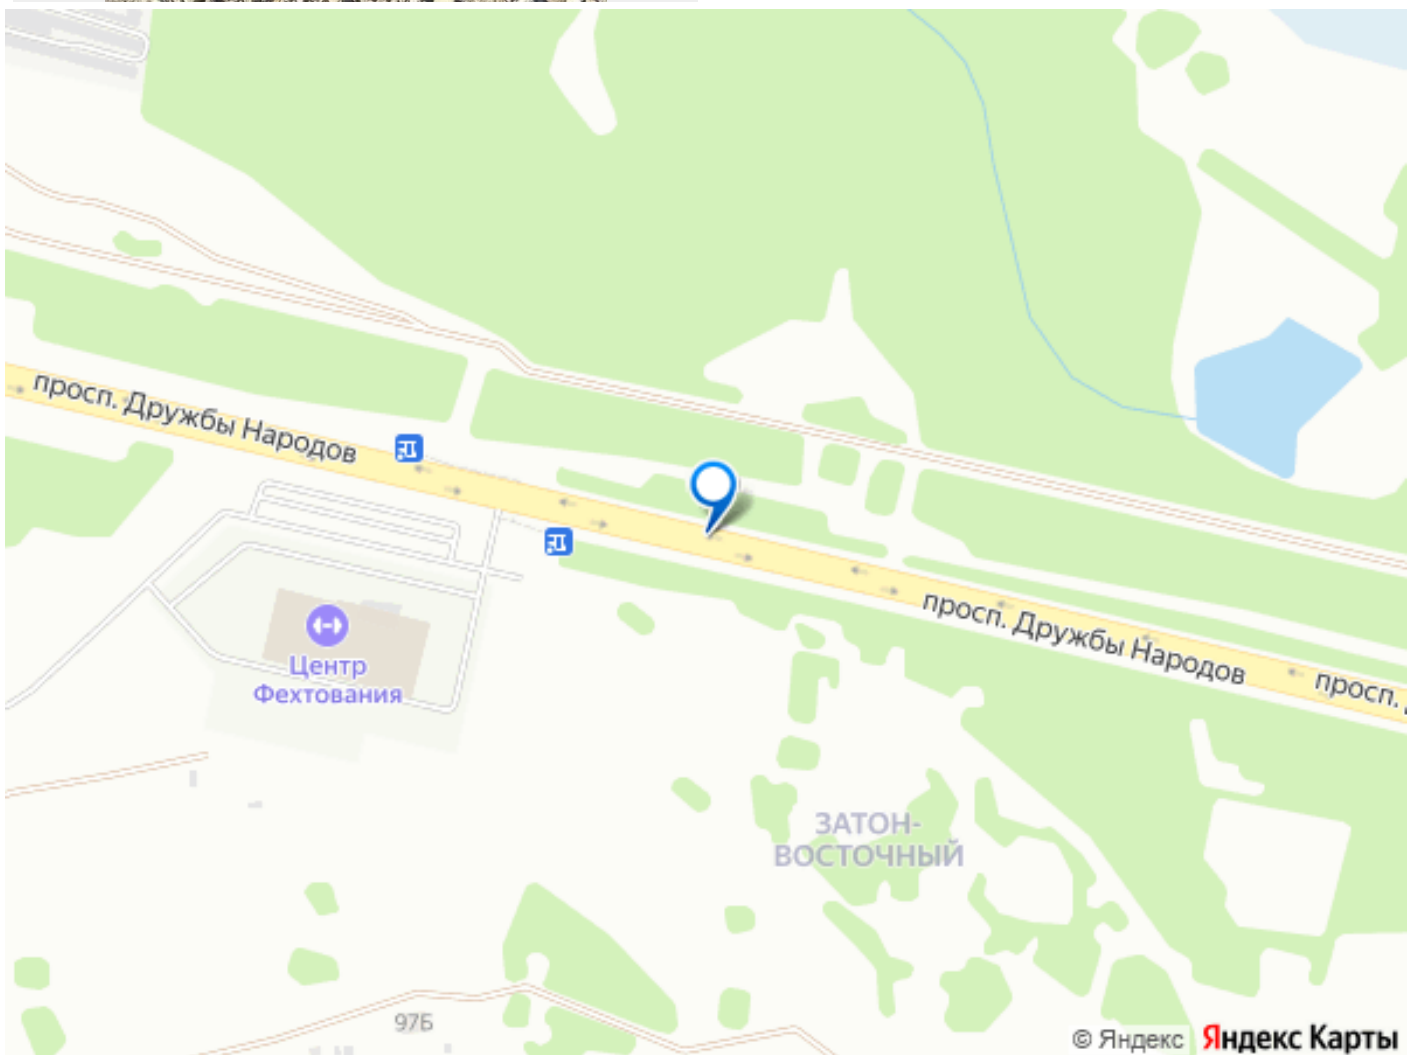 просп. Дружбы Народов
просп. Дружбы Народов
просп.
Центр
Фехтования
ЗАТОН-
ВОСТОЧНЫЙ
97Б
© Яндекс Яндекс Карты